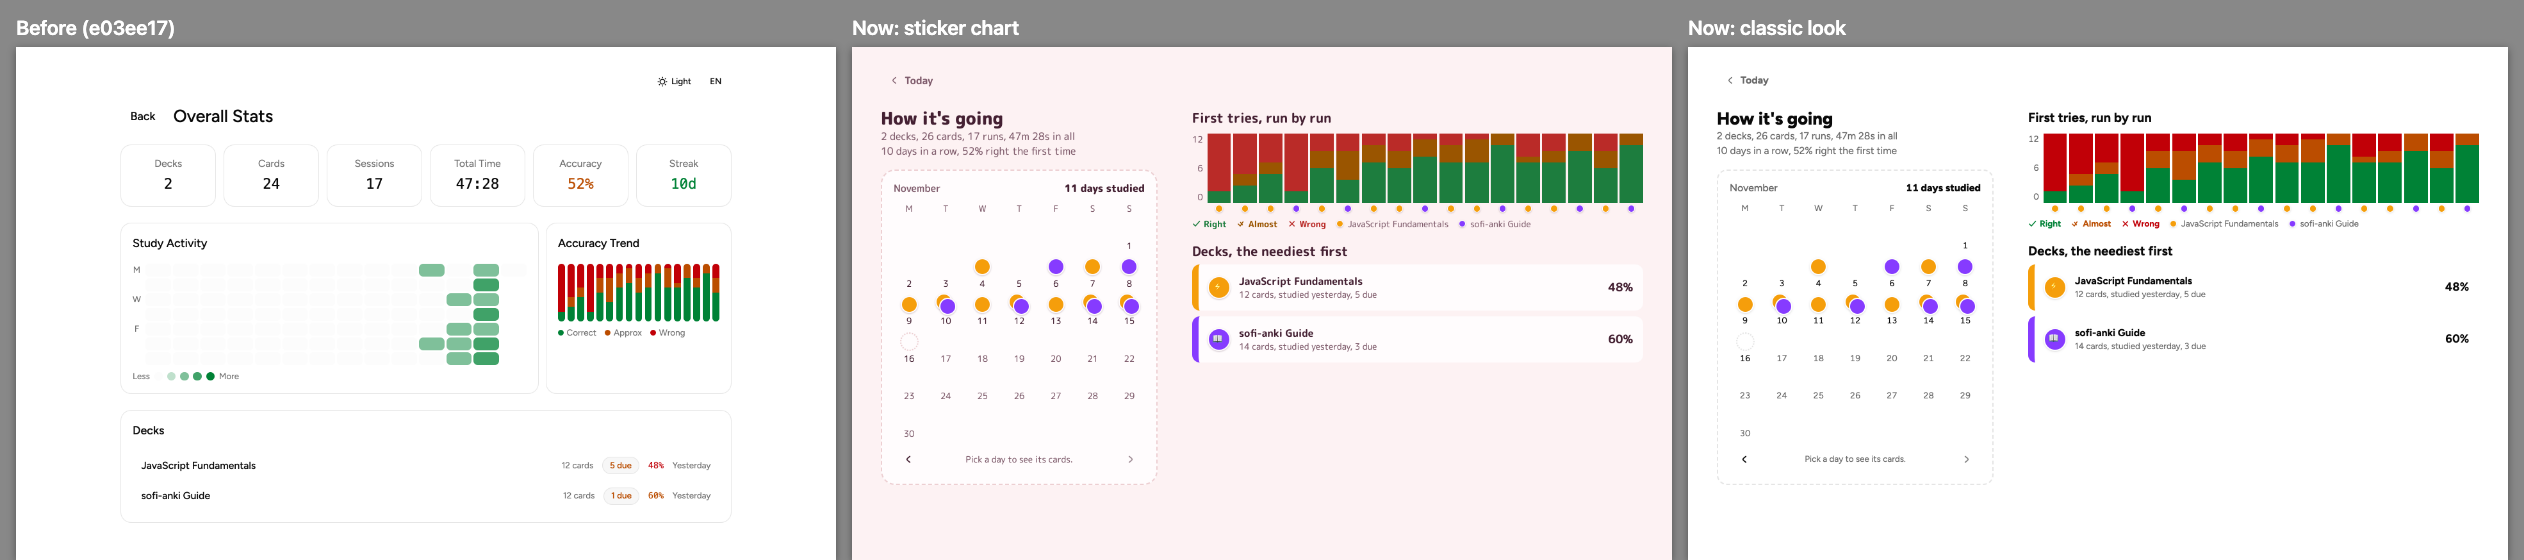 Before (e03ee17)
Light EN
Back Overall Stats
Decks Cards Sessions Total Time Accuracy Streak
2 24 17 47:28 52% 10d
Study Activity
M
W
F
Less More
Accuracy Trend
Correct Approx Wrong
Decks
JavaScript Fundamentals 12 cards 5 due 48% Yesterday
sofi-anki Guide 12 cards 1 due 60% Yesterday
Now: sticker chart
Today
How it's going
2 decks, 26 cards, 17 runs, 47m 28s in all
10 days in a row, 52% right the first time
November 11 days studied
M T W T F S S
1
2 3 4 5 6 7 8
9 10 11 12 13 14 15
16 17 18 19 20 21 22
23 24 25 26 27 28 29
30
Pick a day to see its cards.
First tries, run by run
12
6
0
Right Almost Wrong JavaScript Fundamentals sofi-anki Guide
Decks, the neediest first
JavaScript Fundamentals
12 cards, studied yesterday, 5 due
48%
sofi-anki Guide
14 cards, studied yesterday, 3 due
60%
Now: classic look
Today
How it's going
2 decks, 26 cards, 17 runs, 47m 28s in all
10 days in a row, 52% right the first time
November 11 days studied
M T W T F S S
1
2 3 4 5 6 7 8
9 10 11 12 13 14 15
16 17 18 19 20 21 22
23 24 25 26 27 28 29
30
Pick a day to see its cards.
First tries, run by run
12
6
0
Right Almost Wrong JavaScript Fundamentals sofi-anki Guide
Decks, the neediest first
JavaScript Fundamentals
12 cards, studied yesterday, 5 due
48%
sofi-anki Guide
14 cards, studied yesterday, 3 due
60%